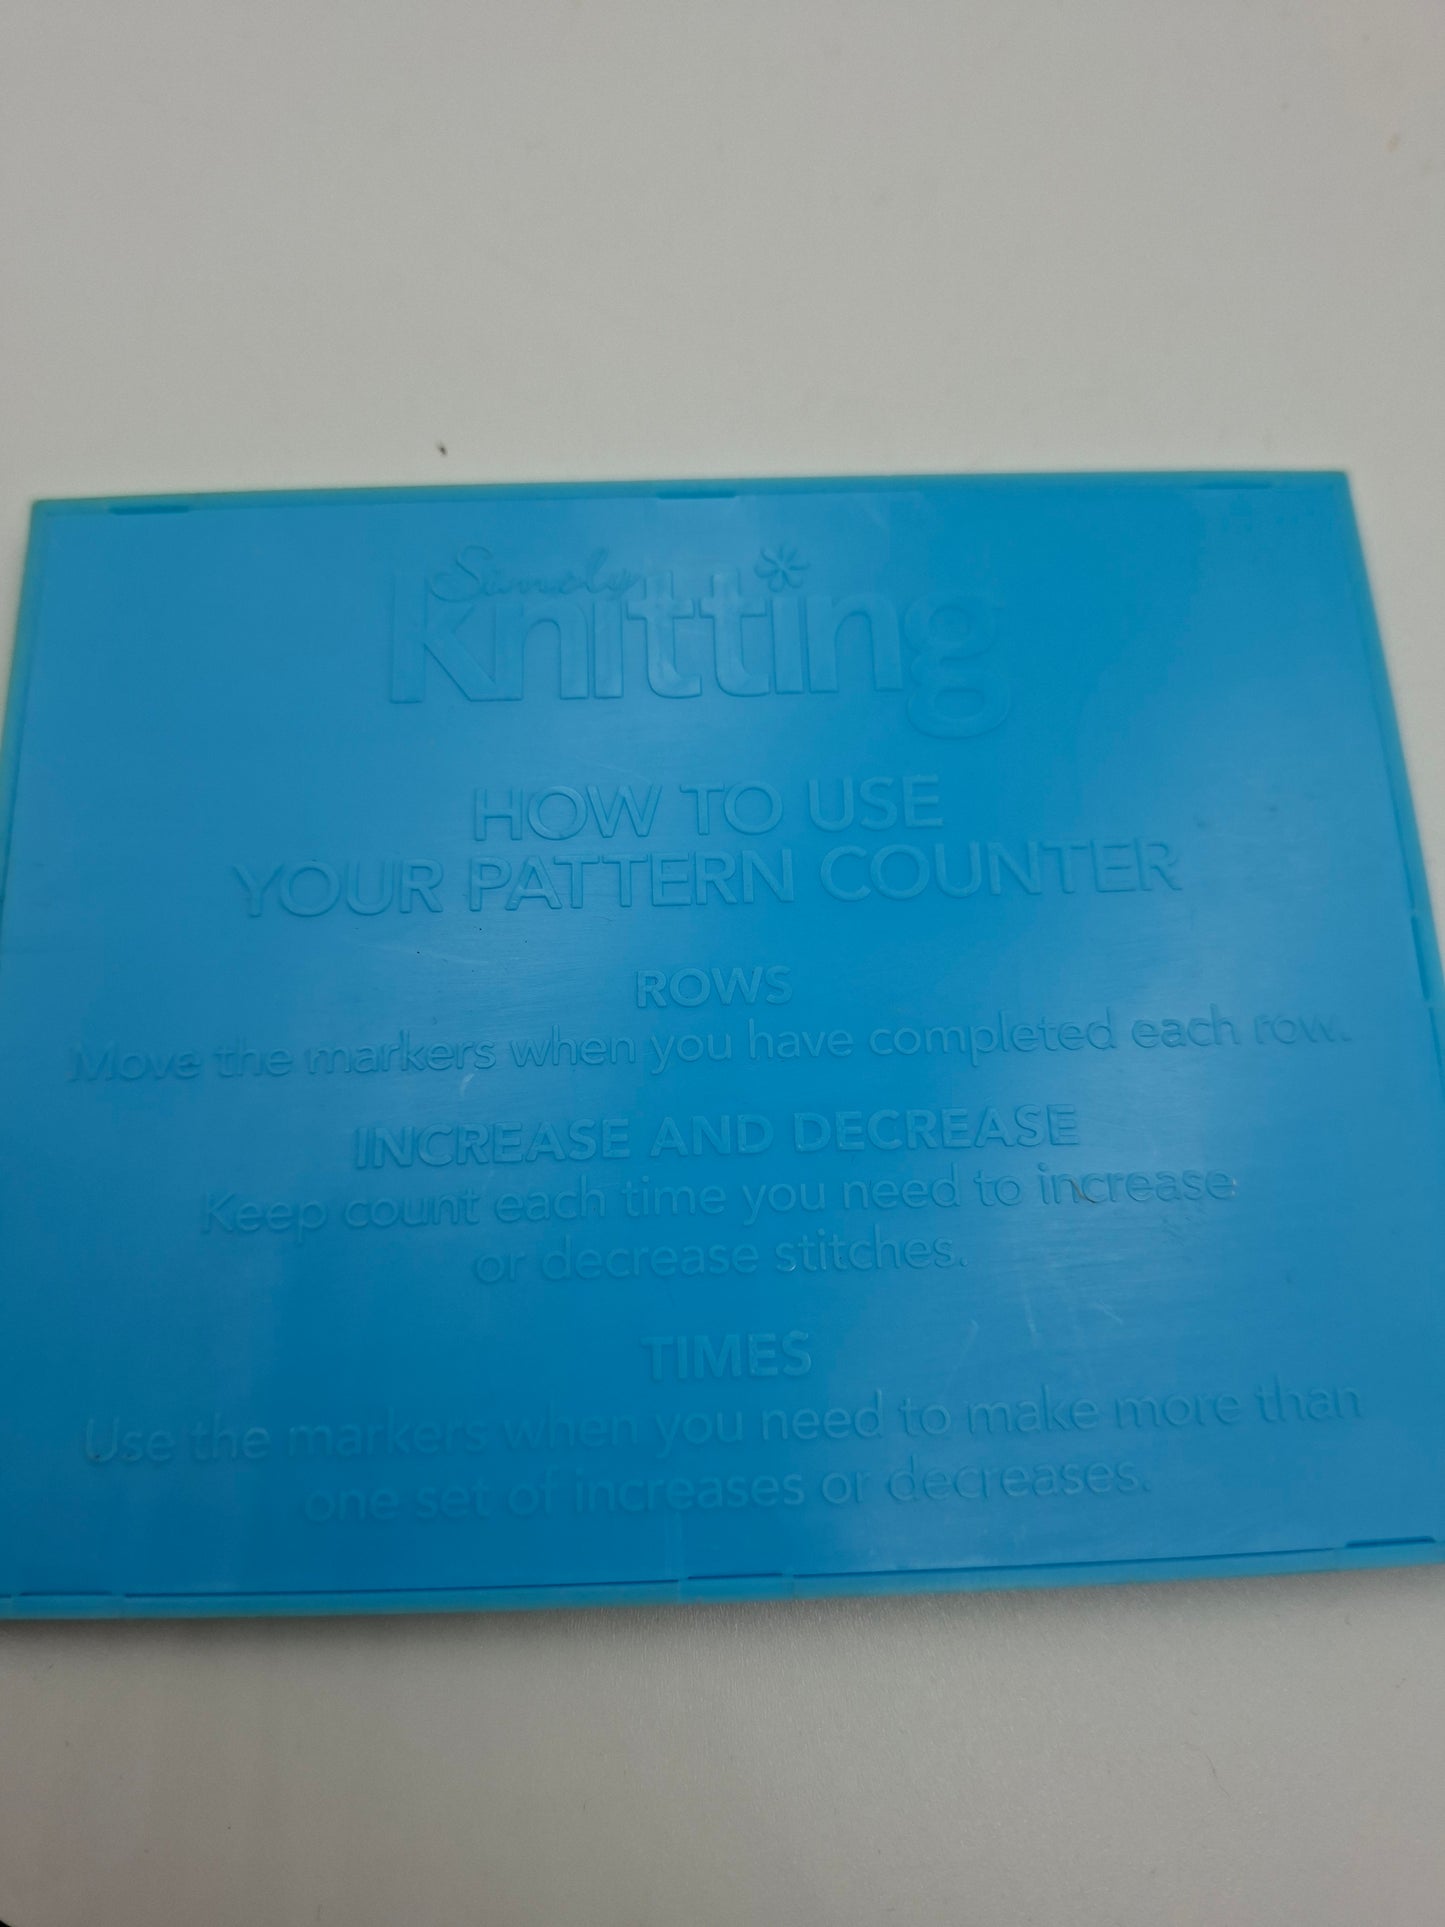 Simply
Knitting
HOW TO USE
YOUR PATTERN COUNTER
ROWS
Move the markers when you have completed each row.
INCREASE AND DECREASE
Keep count each time you need to increase
or decrease stitches.
TIMES
Use the markers when you need to make more than
one set of increases or decreases.